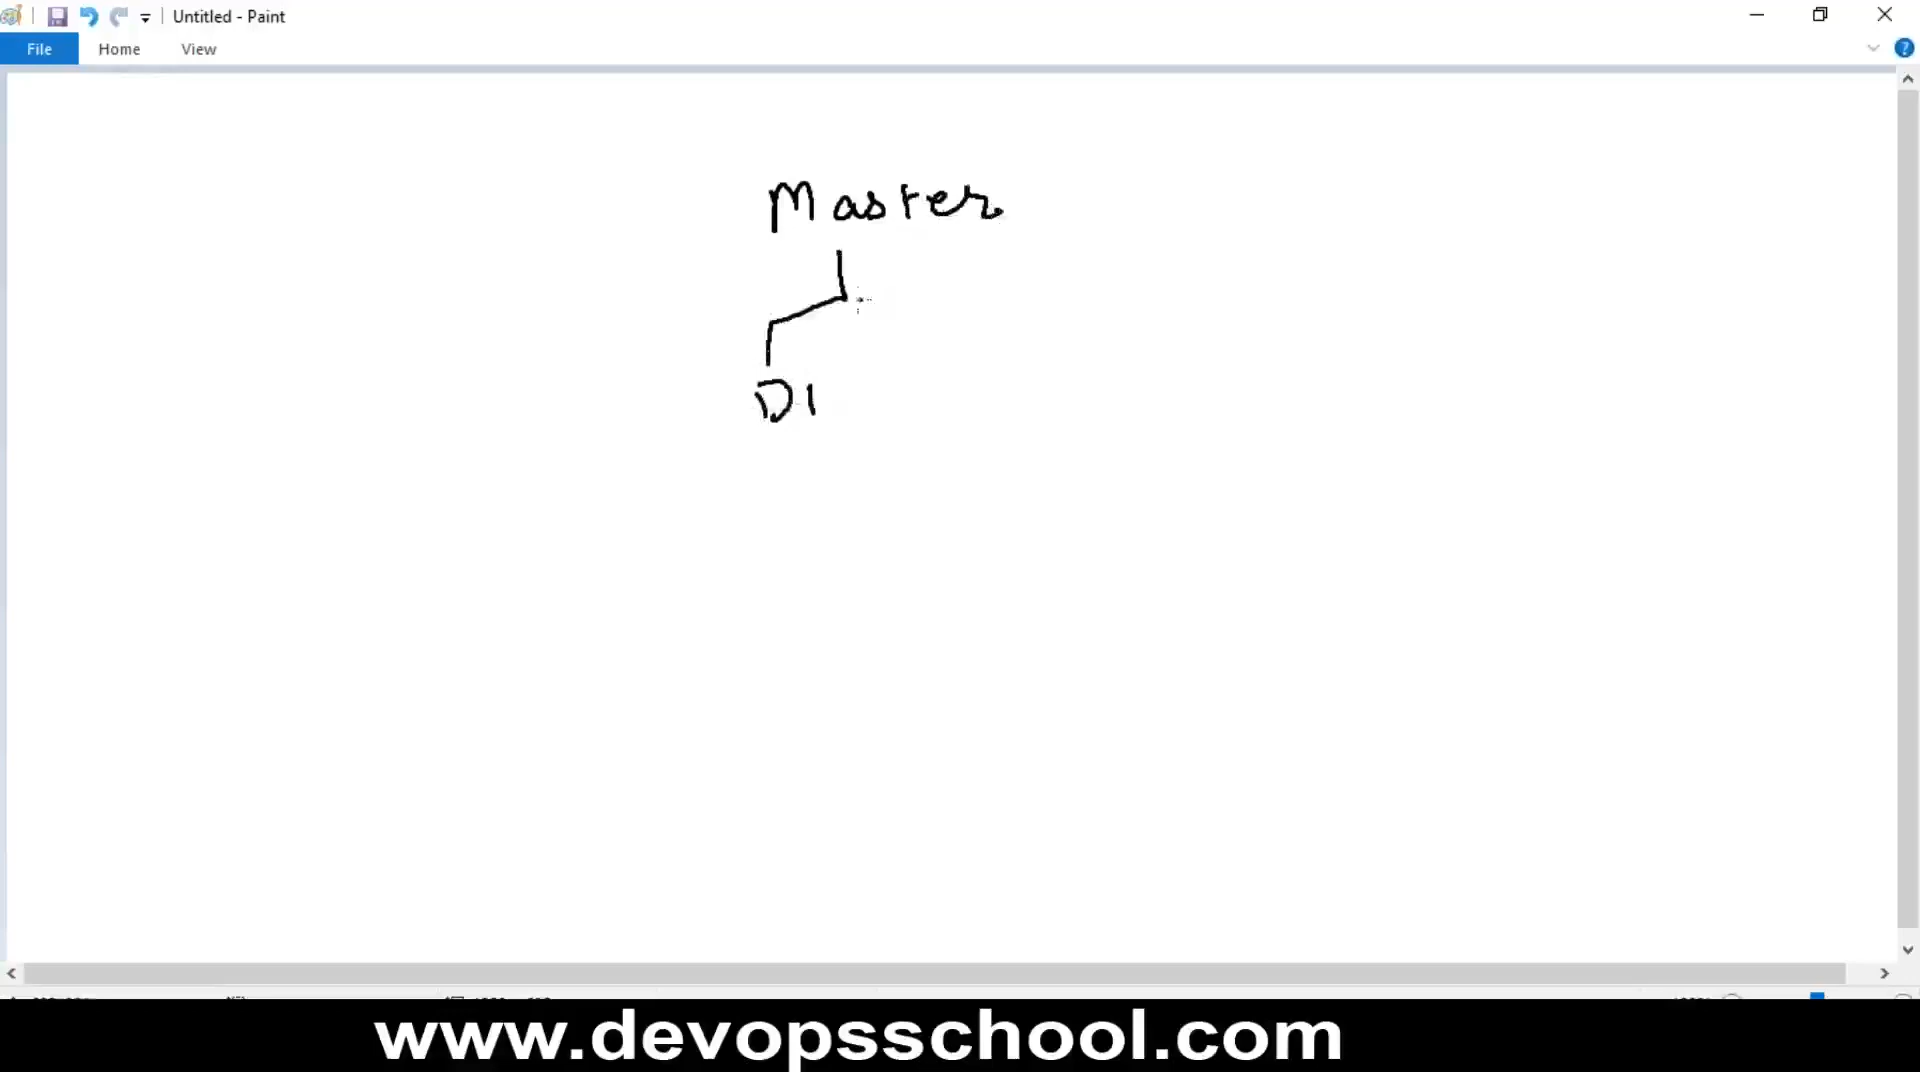 Untitled - Paint
File Home View
Master
D1
www.devopsschool.com